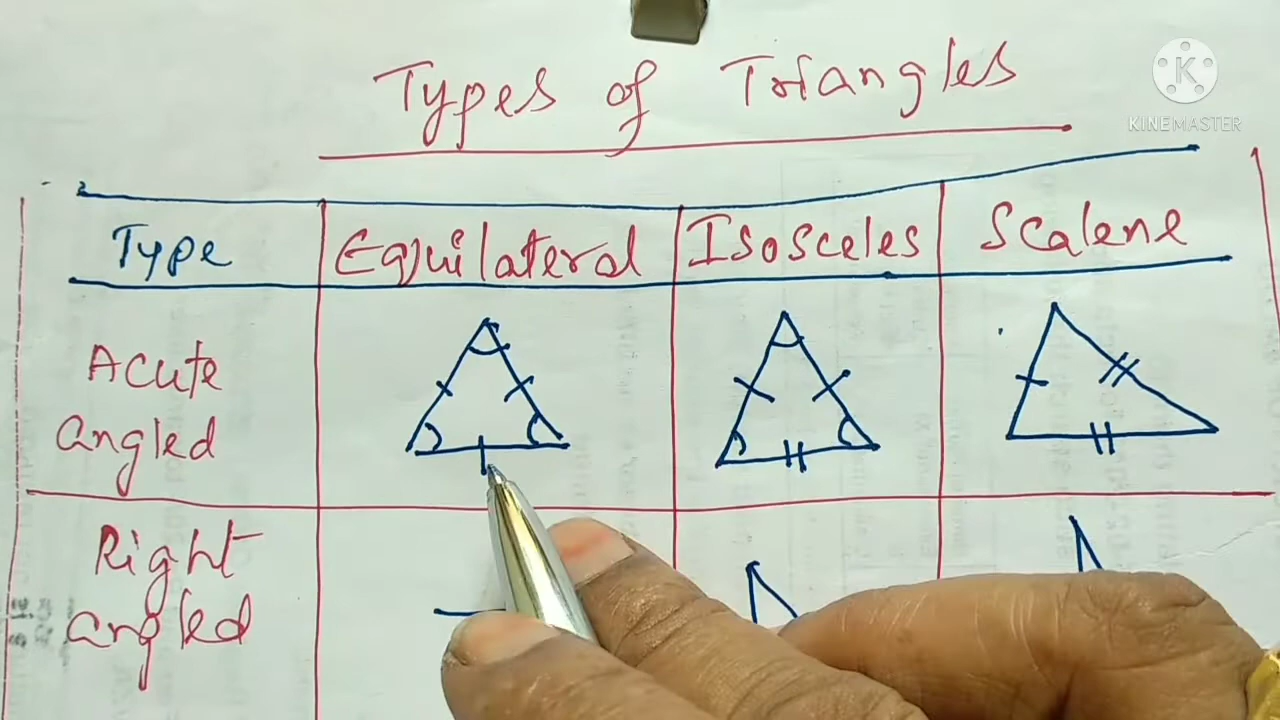 Types of Triangles
KINEMASTER
Type Equilateral Isosceles Scalene
Acute
angled
Right
angled